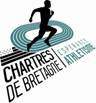 CHARTRES
DE BRETAGNE
ESPÉRANCE
ATHLÉTISME